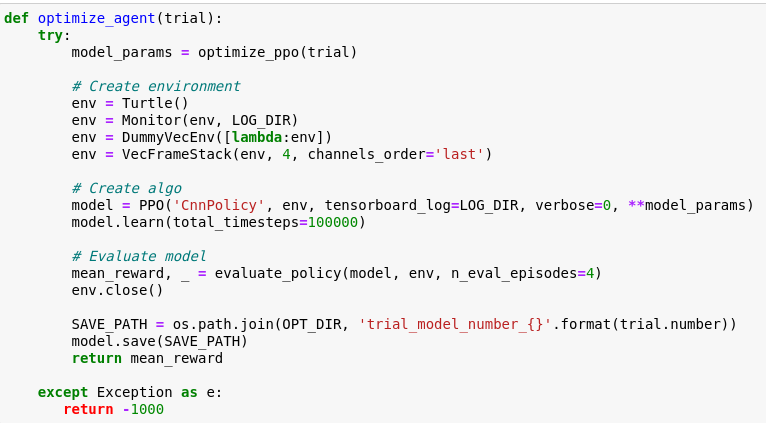 def optimize_agent(trial):
    try:
        model_params = optimize_ppo(trial)

        # Create environment
        env = Turtle()
        env = Monitor(env, LOG_DIR)
        env = DummyVecEnv([lambda:env])
        env = VecFrameStack(env, 4, channels_order='last')

        # Create algo
        model = PPO('CnnPolicy', env, tensorboard_log=LOG_DIR, verbose=0, **model_params)
        model.learn(total_timesteps=100000)

        # Evaluate model
        mean_reward, _ = evaluate_policy(model, env, n_eval_episodes=4)
        env.close()

        SAVE_PATH = os.path.join(OPT_DIR, 'trial_model_number_{}'.format(trial.number))
        model.save(SAVE_PATH)
        return mean_reward

    except Exception as e:
       return -1000